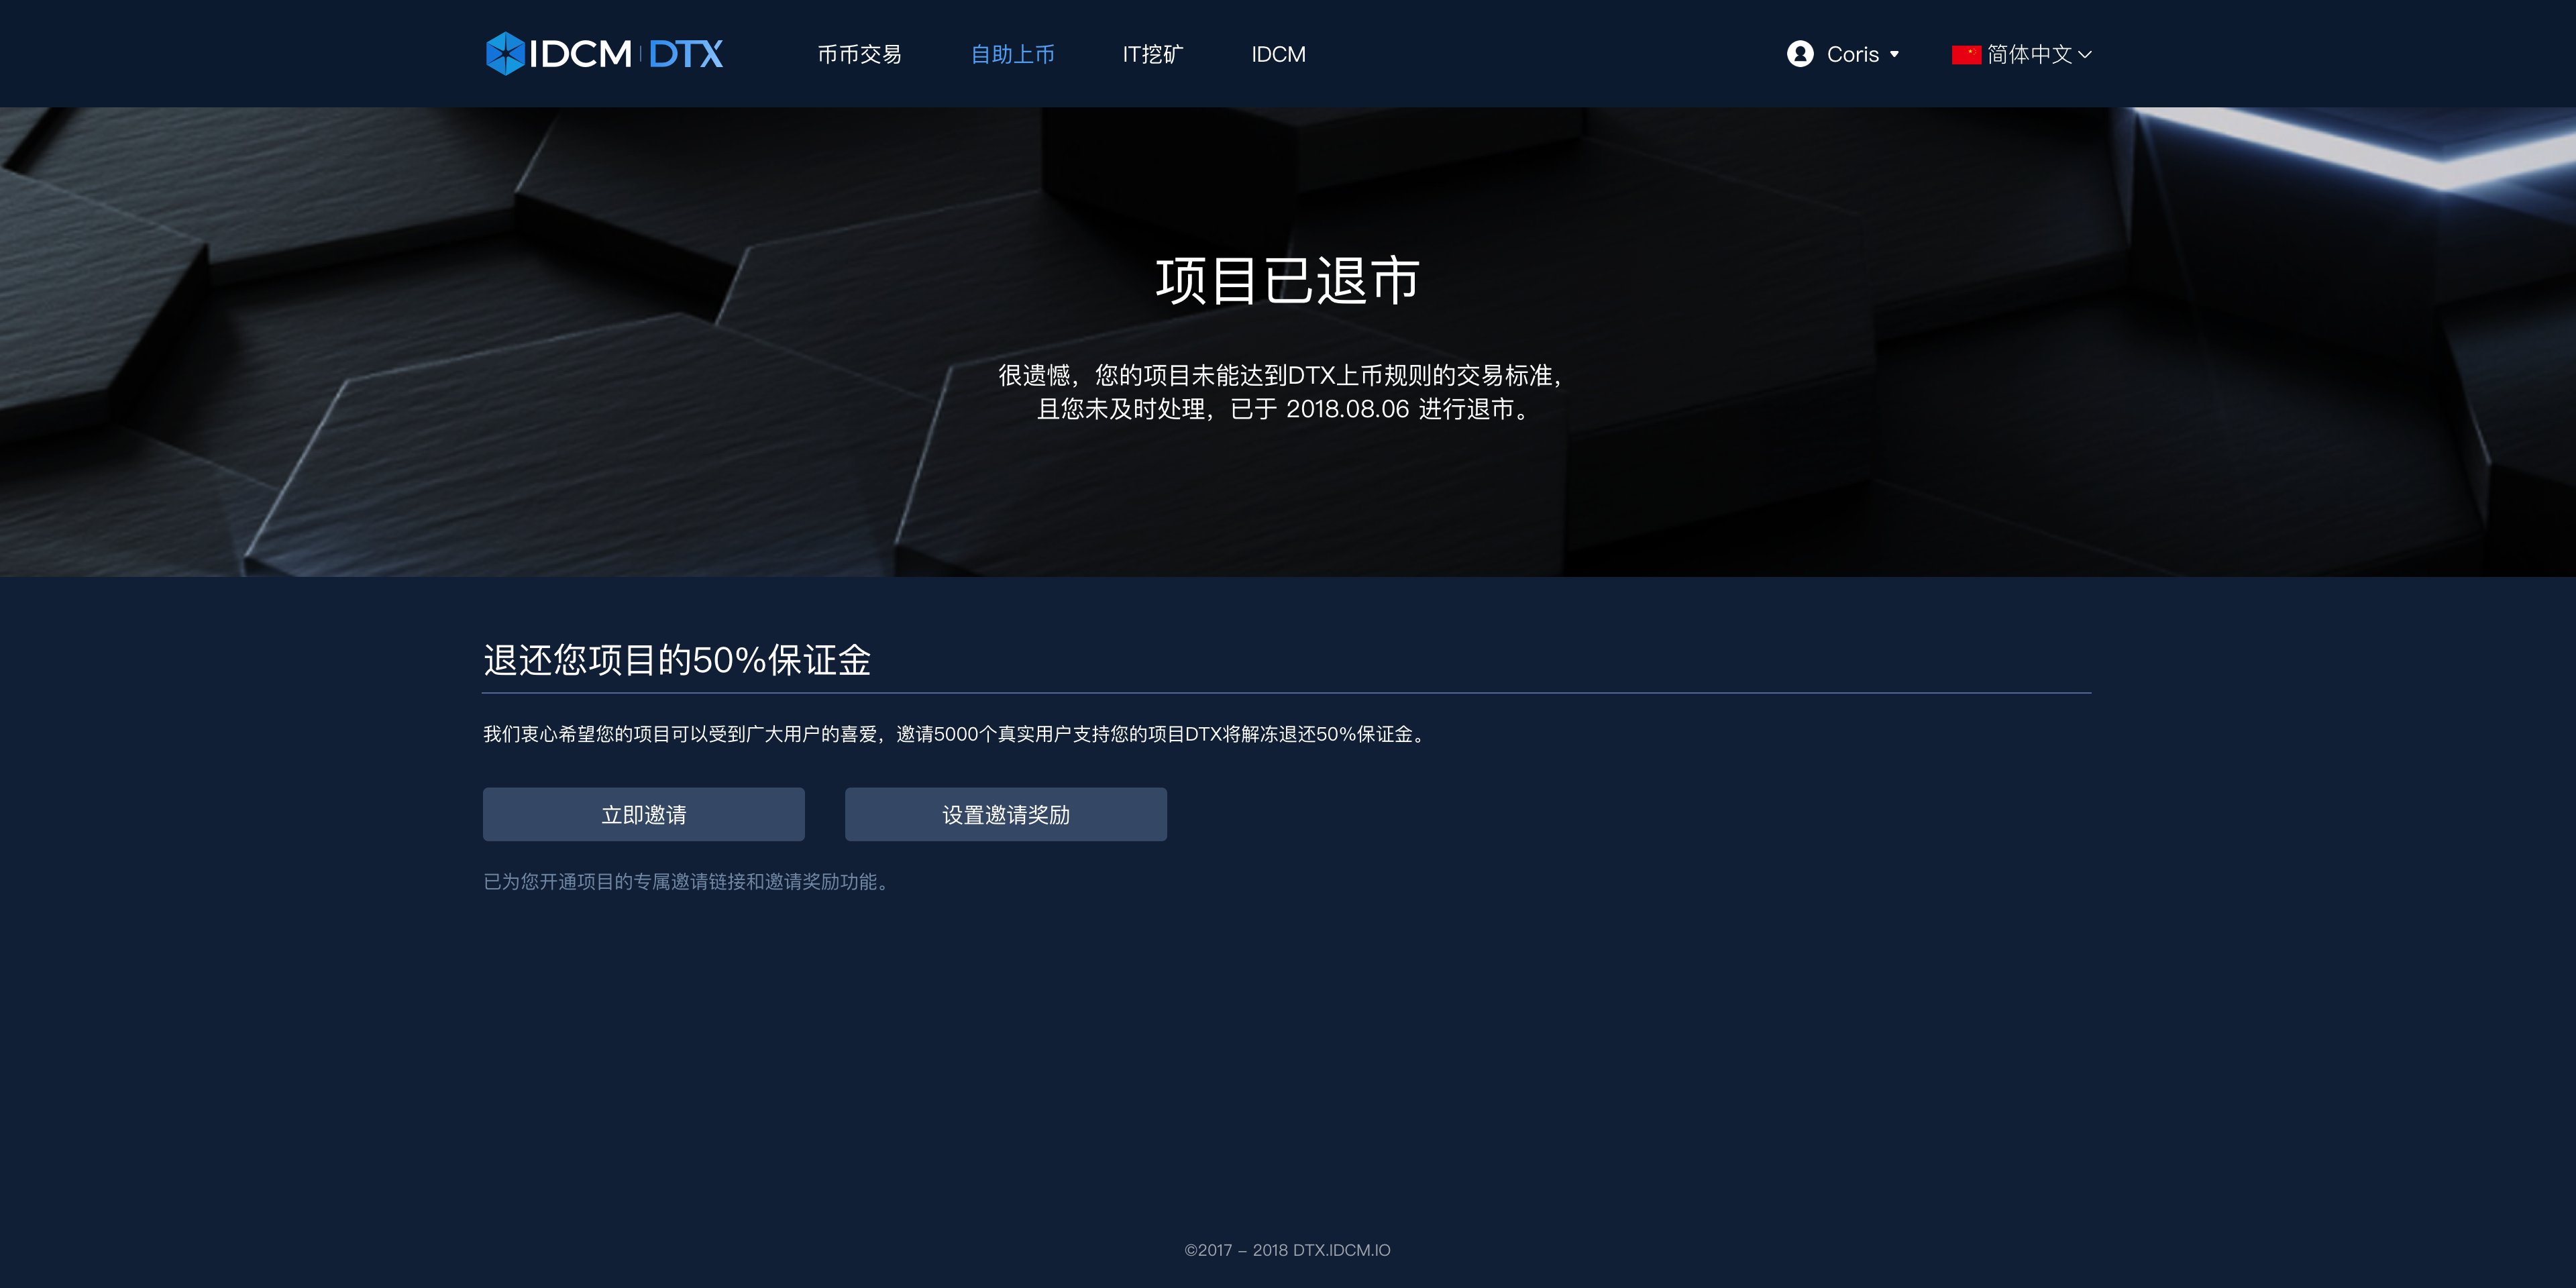 IDCM | DTX
币币交易 自助上币 IT挖矿 IDCM Coris 简体中文
项目已退市
很遗憾，您的项目未能达到DTX上币规则的交易标准，
且您未及时处理，已于 2018.08.06 进行退市。
退还您项目的50%保证金
我们衷心希望您的项目可以受到广大用户的喜爱，邀请5000个真实用户支持您的项目DTX将解冻退还50%保证金。
立即邀请 设置邀请奖励
已为您开通项目的专属邀请链接和邀请奖励功能。
©2017 – 2018 DTX.IDCM.IO